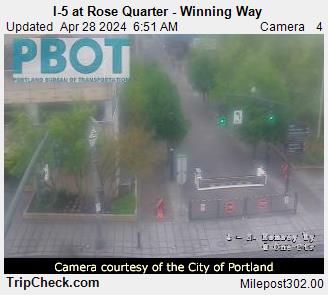 I-5 at Rose Quarter - Winning Way
Updated Apr 28 2024 6:51 AM Camera 4
PBOT
PORTLAND BUREAU OF TRANSPORTATION
Camera courtesy of the City of Portland
TripCheck.com Milepost302.00